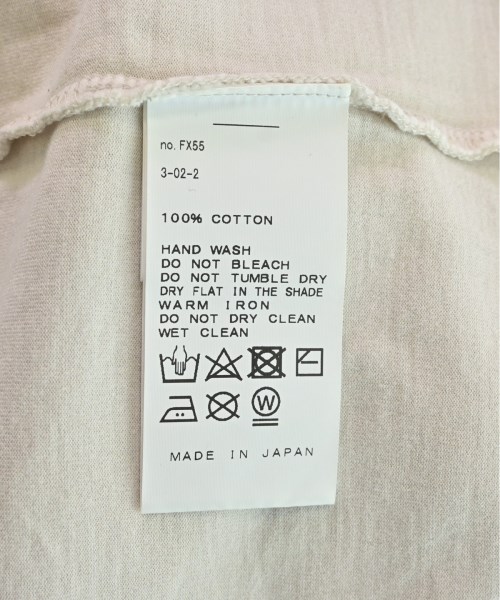 no. FX55
3-02-2
100% COTTON
HAND WASH
DO NOT BLEACH
DO NOT TUMBLE DRY
DRY FLAT IN THE SHADE
WARM IRON
DO NOT DRY CLEAN
WET CLEAN
W
MADE IN JAPAN